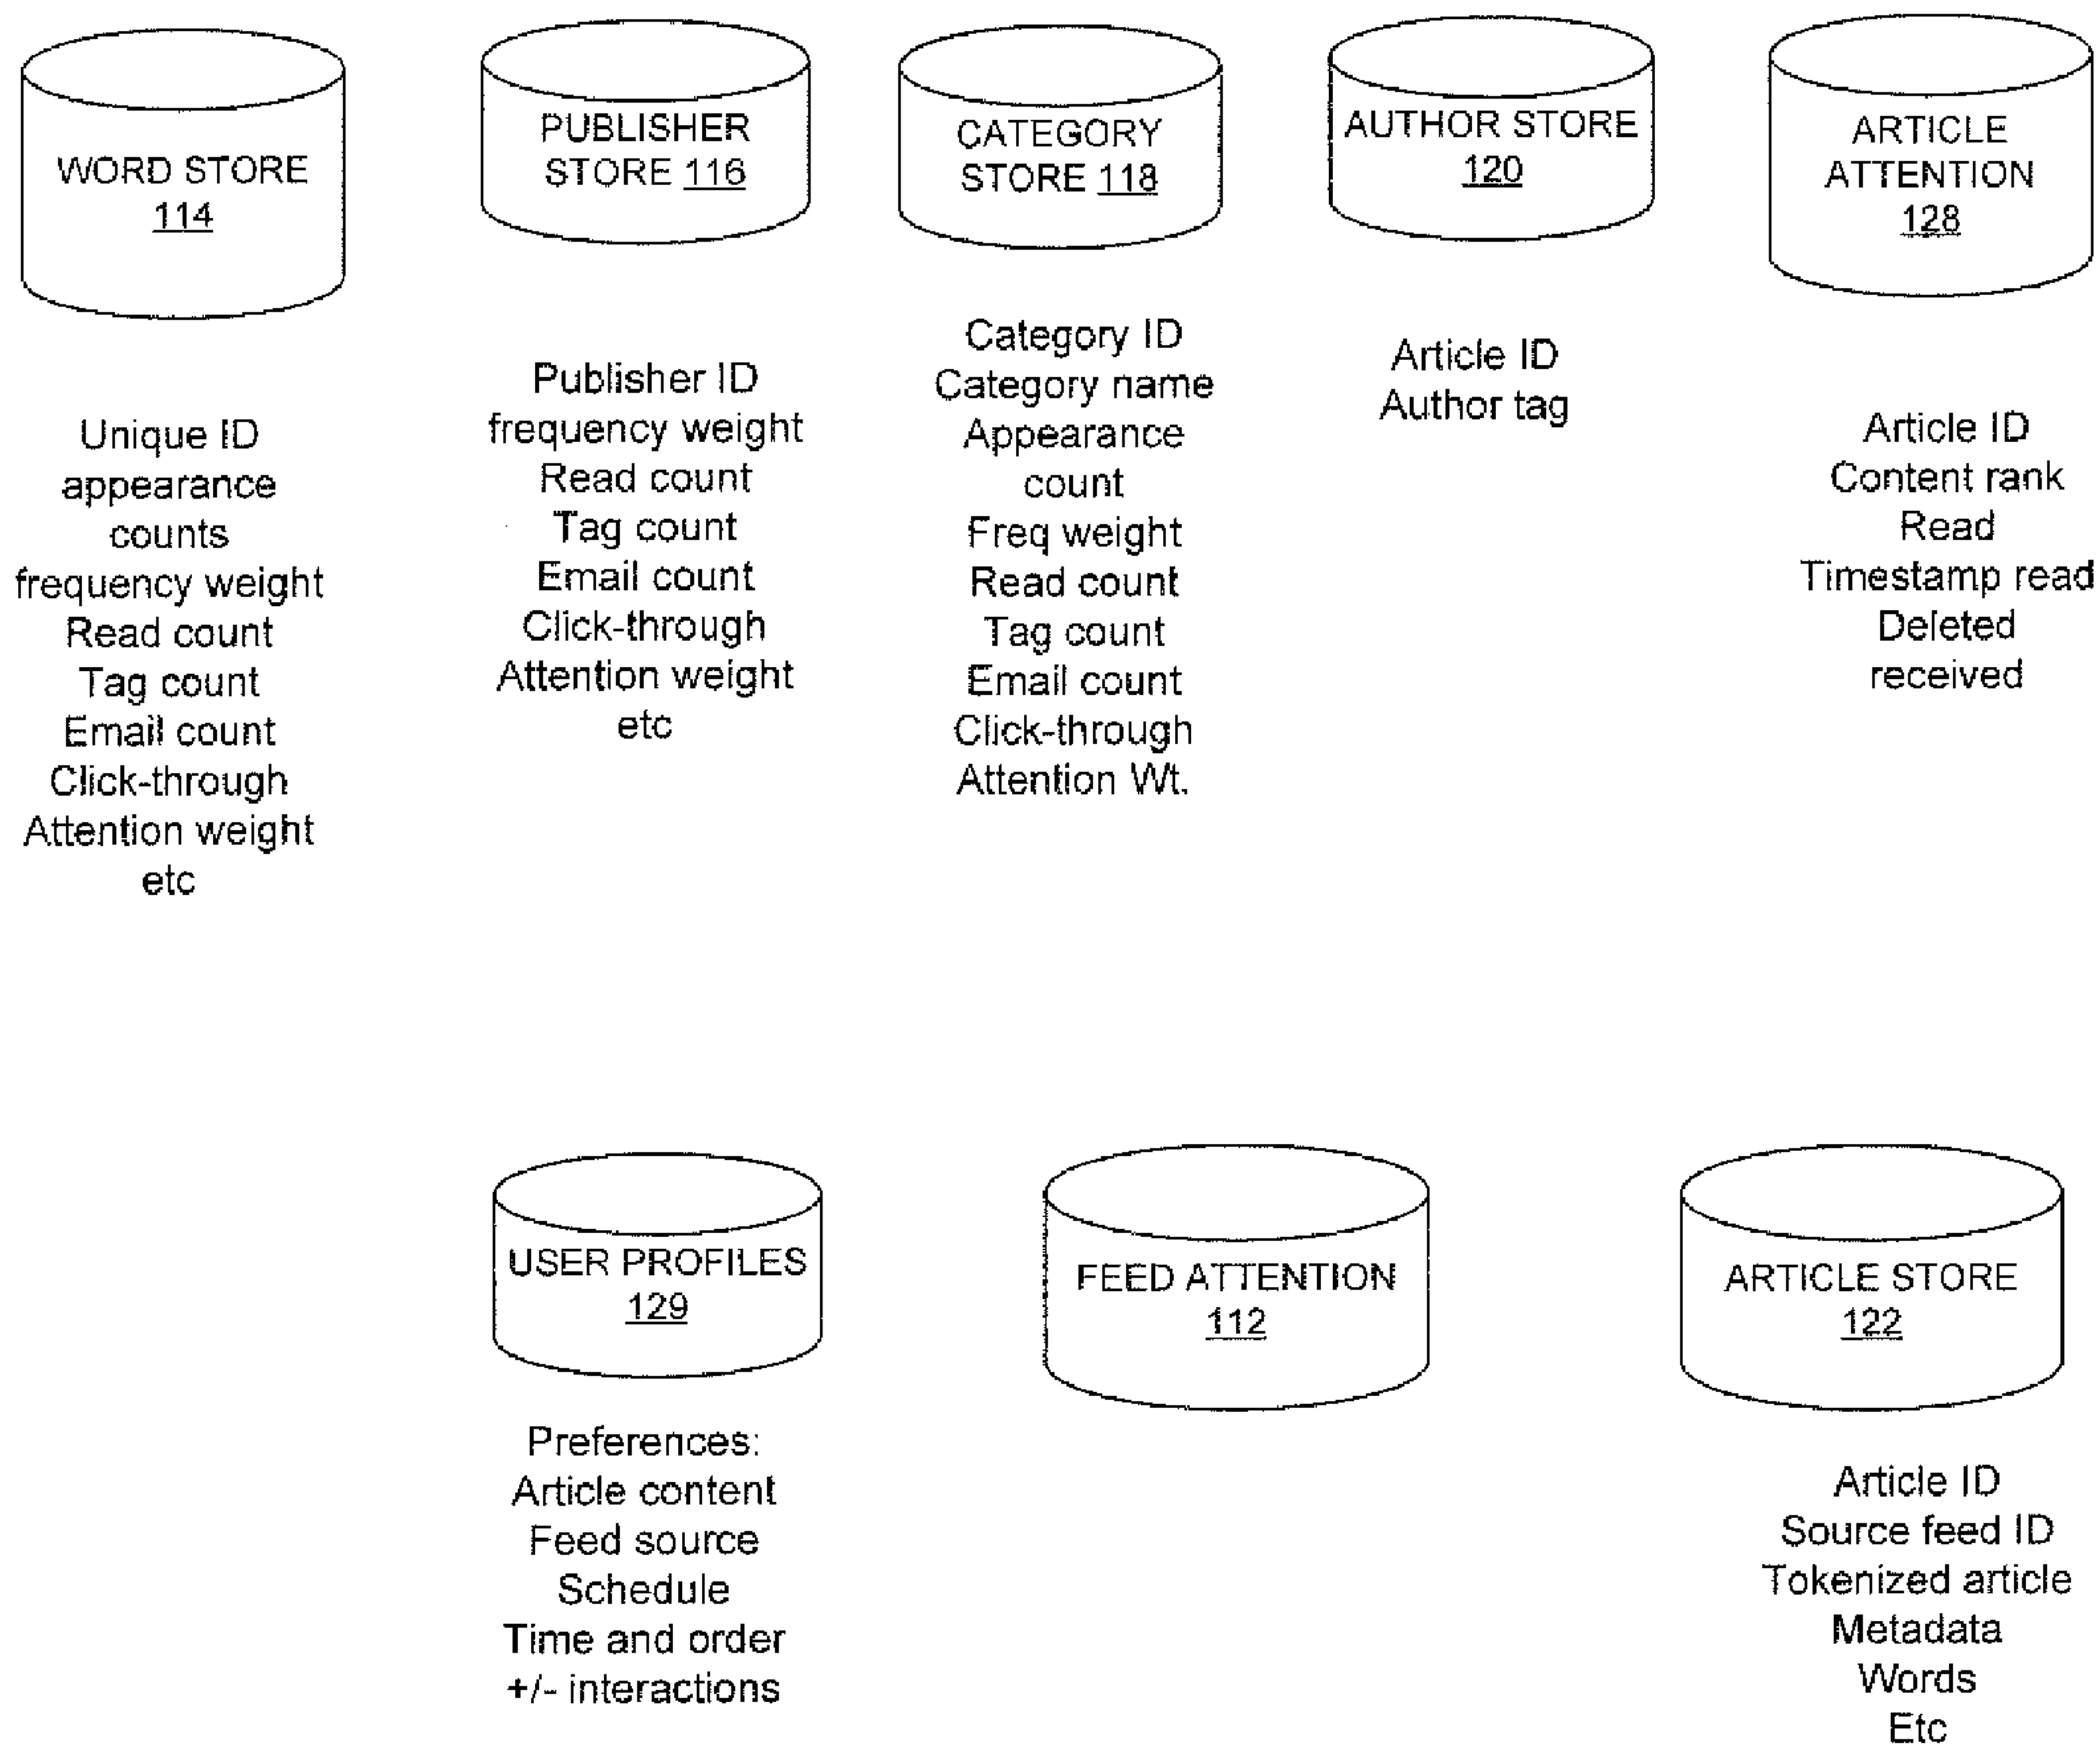 WORD STORE
114
Unique ID
appearance
counts
frequency weight
Read count
Tag count
Email count
Click-through
Attention weight
etc
PUBLISHER
STORE 116
Publisher ID
frequency weight
Read count
Tag count
Email count
Click-through
Attention weight
etc
CATEGORY
STORE 118
Category ID
Category name
Appearance
count
Freq weight
Read count
Tag count
Email count
Click-through
Attention Wt.
AUTHOR STORE
120
Article ID
Author tag
ARTICLE
ATTENTION
128
Article ID
Content rank
Read
Timestamp read
Deleted
received
USER PROFILES
129
Preferences:
Article content
Feed source
Schedule
Time and order
+/- interactions
FEED ATTENTION
112
ARTICLE STORE
122
Article ID
Source feed ID
Tokenized article
Metadata
Words
Etc